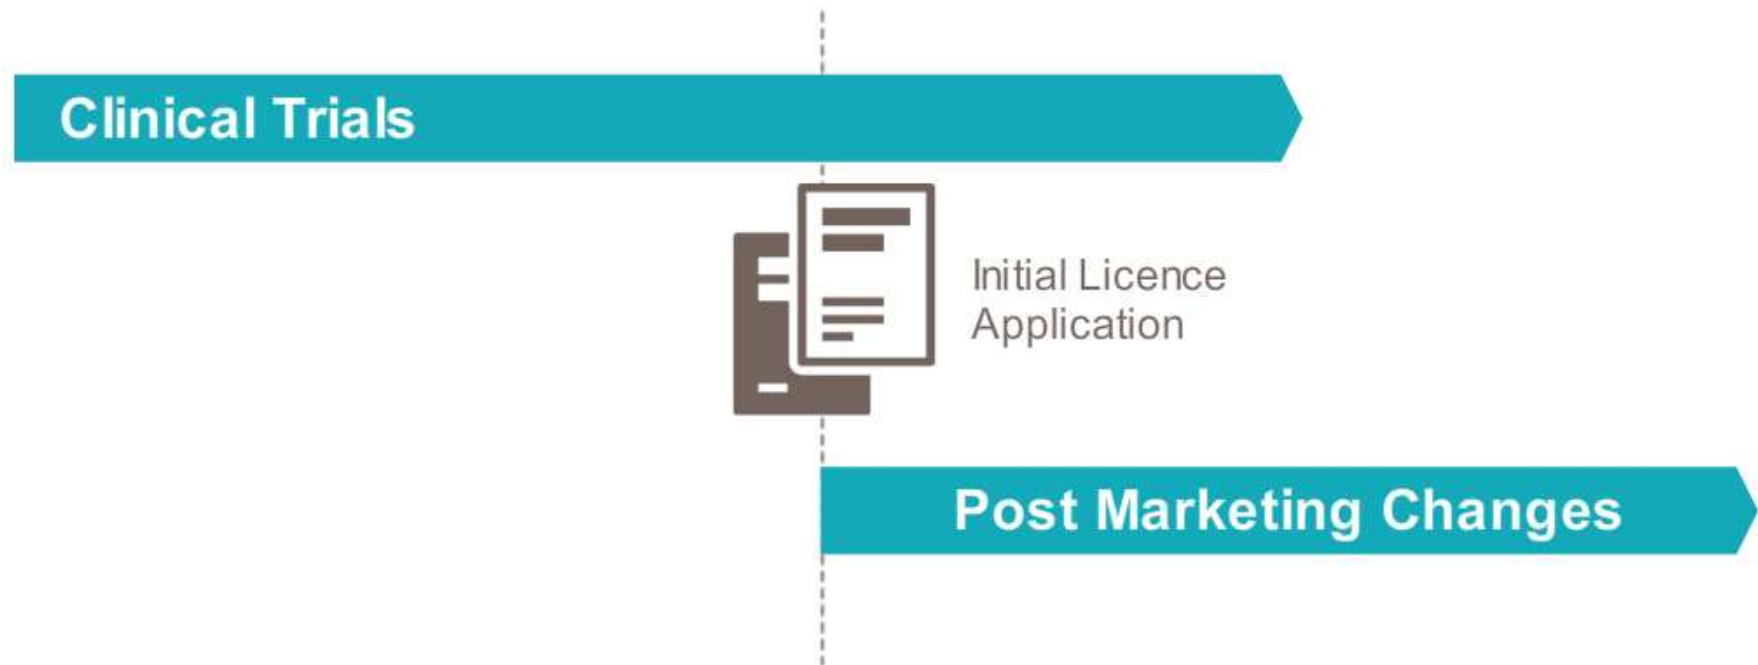 Clinical Trials
Initial Licence
Application
Post Marketing Changes